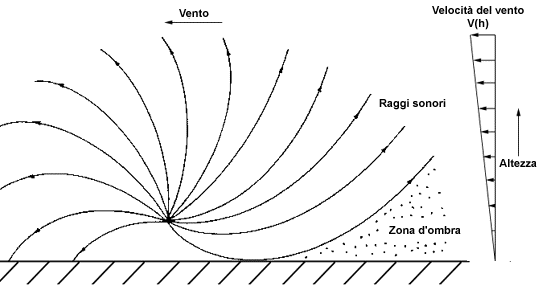 Vento
Velocità del vento
V(h)
Raggi sonori
Altezza
Zona d'ombra